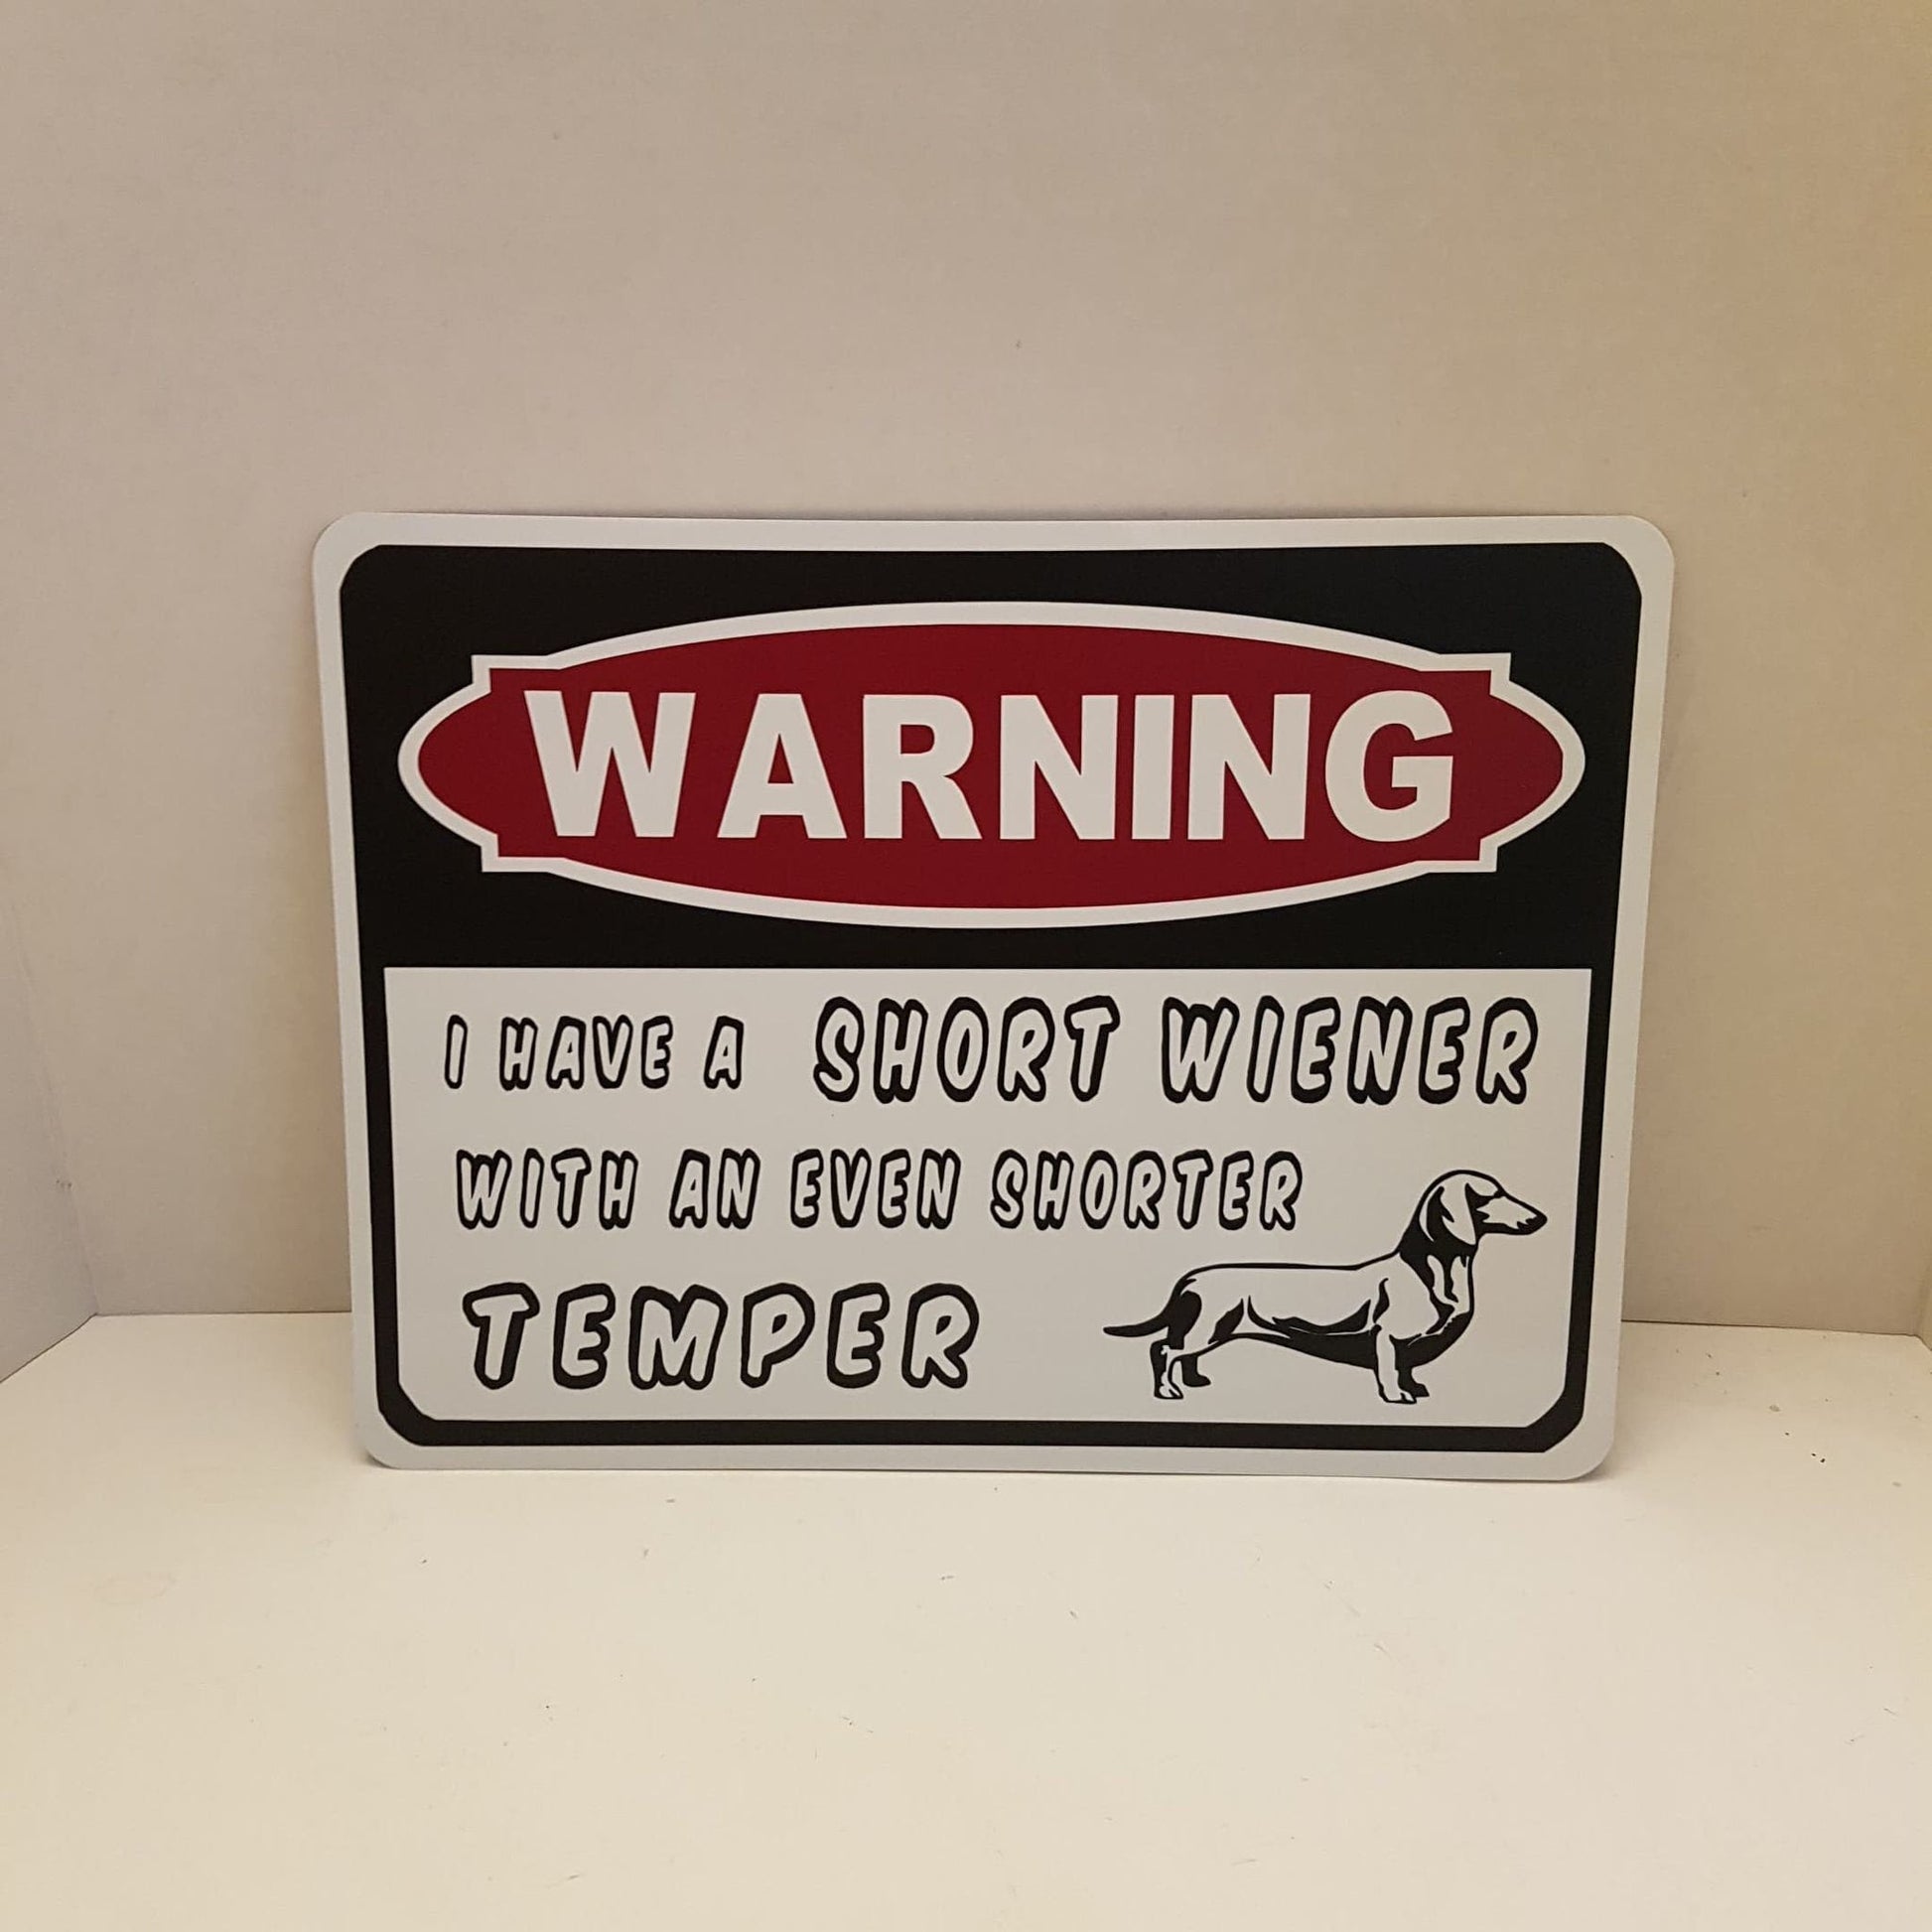 WARNING
I HAVE A SHORT WIENER
WITH AN EVEN SHORTER
TEMPER